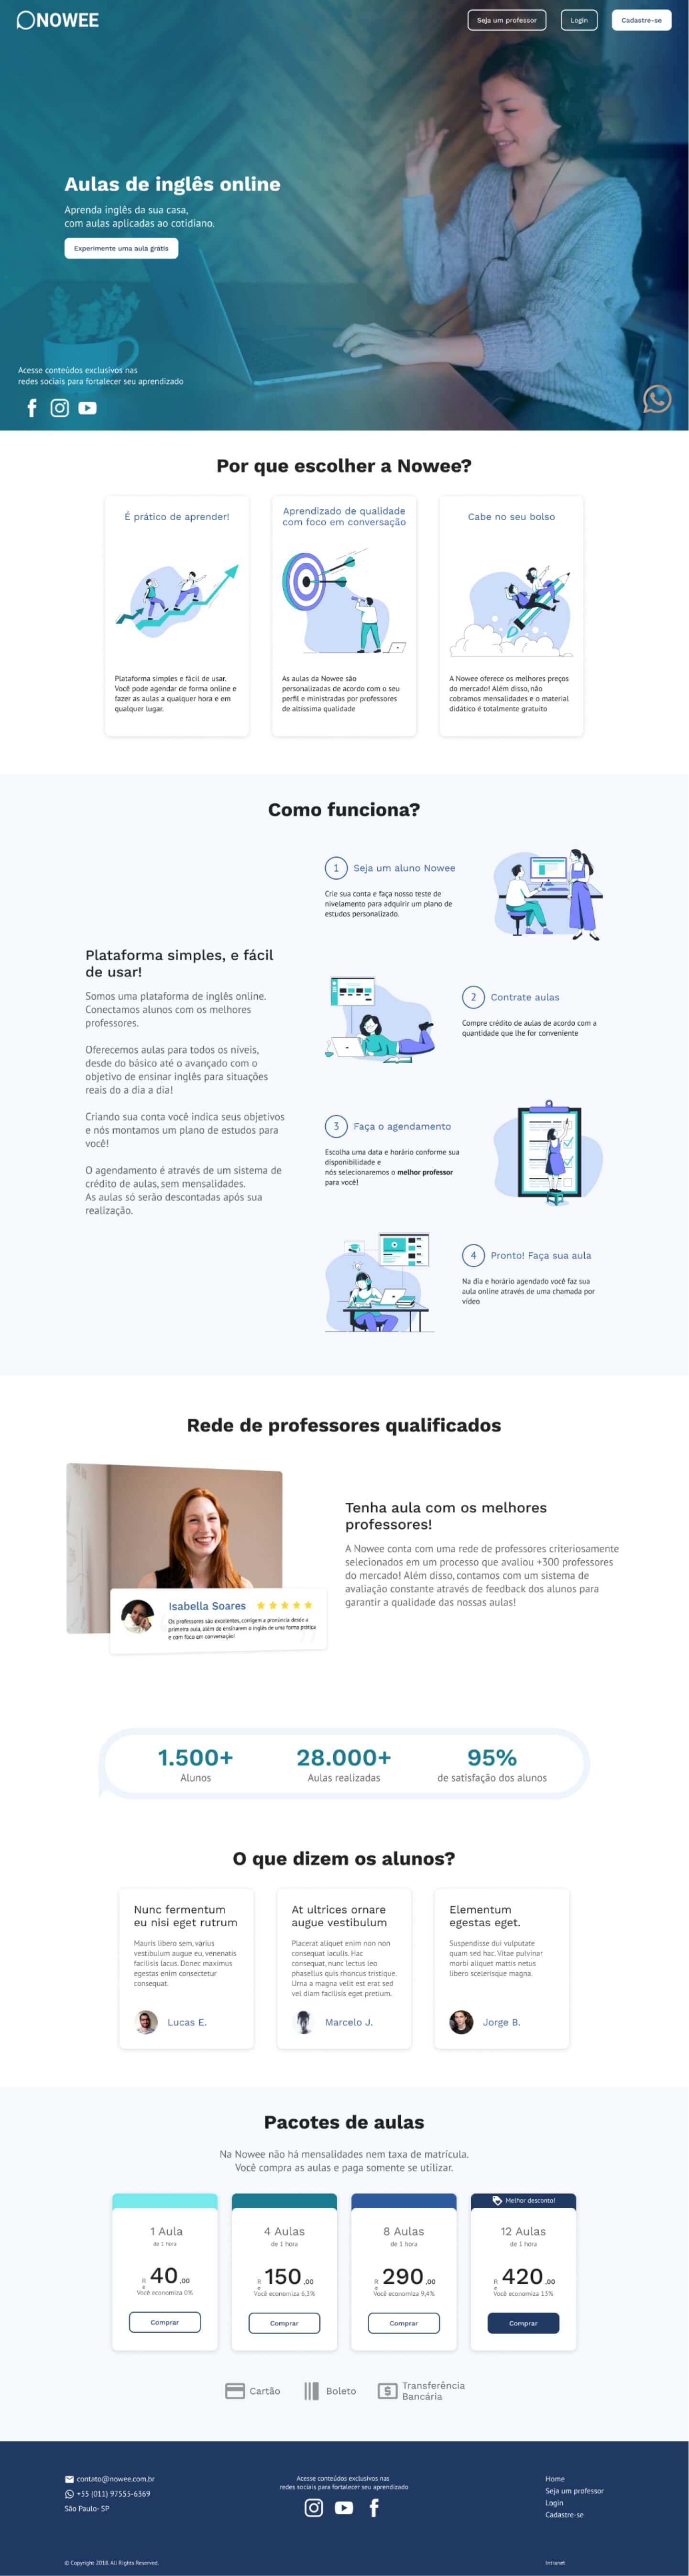 NOWEE
Seja um professor
Login
Cadastre-se
Aulas de inglês online
Aprenda inglês da sua casa,
com aulas aplicadas ao cotidiano.
Experimente uma aula grátis
Acesse conteúdos exclusivos nas
redes sociais para fortalecer seu aprendizado
Por que escolher a Nowee?
É prático de aprender!
Plataforma simples e fácil de usar.
Você pode agendar de forma online e
fazer as aulas a qualquer hora e em
qualquer lugar.
Aprendizado de qualidade
com foco em conversação
As aulas da Nowee são
personalizadas de acordo com o seu
perfil e ministradas por professores
de altíssima qualidade
Cabe no seu bolso
A Nowee oferece os melhores preços
do mercado! Além disso, não
cobramos mensalidades e o material
didático é totalmente gratuito
Como funciona?
Plataforma simples, e fácil
de usar!
Somos uma plataforma de inglês online.
Conectamos alunos com os melhores
professores.
Oferecemos aulas para todos os níveis,
desde do básico até o avançado com o
objetivo de ensinar inglês para situações
reais do a dia a dia!
Criando sua conta você indica seus objetivos
e nós montamos um plano de estudos para
você!
O agendamento é através de um sistema de
crédito de aulas, sem mensalidades.
As aulas só serão descontadas após sua
realização.
1 Seja um aluno Nowee
Crie sua conta e faça nosso teste de
nivelamento para adquirir um plano de
estudos personalizado.
2 Contrate aulas
Compre crédito de aulas de acordo com a
quantidade que lhe for conveniente
3 Faça o agendamento
Escolha uma data e horário conforme sua
disponibilidade e
nós selecionaremos o melhor professor
para você!
4 Pronto! Faça sua aula
Na dia e horário agendado você faz sua
aula online através de uma chamada por
vídeo
Rede de professores qualificados
Isabella Soares
Os professores são excelentes, corrigem a pronúncia desde a
primeira aula, além de ensinarem o inglês de uma forma prática
e com foco em conversação!
Tenha aula com os melhores
professores!
A Nowee conta com uma rede de professores criteriosamente
selecionados em um processo que avaliou +300 professores
do mercado! Além disso, contamos com um sistema de
avaliação constante através de feedback dos alunos para
garantir a qualidade das nossas aulas!
1.500+
Alunos
28.000+
Aulas realizadas
95%
de satisfação dos alunos
O que dizem os alunos?
Nunc fermentum
eu nisi eget rutrum
Mauris libero sem, varius
vestibulum augue eu, venenatis
facilisis lacus. Donec maximus
egestas enim consectetur
consequat.
Lucas E.
At ultrices ornare
augue vestibulum
Placerat aliquet enim non non
consequat iaculis. Hac
consequat, nunc lectus leo
phasellus quis rhoncus tristique.
Urna a magna velit est erat sed
vel diam facilisis eget pretium.
Marcelo J.
Elementum
egestas eget.
Suspendisse dui vulputate
quam sed hac. Vitae pulvinar
morbi aliquet mattis netus
libero scelerisque magna.
Jorge B.
Pacotes de aulas
Na Nowee não há mensalidades nem taxa de matrícula.
Você compra as aulas e paga somente se utilizar.
1 Aula
de 1 hora
40,00
Você economiza 0%
Comprar
4 Aulas
de 1 hora
150,00
Você economiza 6,3%
Comprar
8 Aulas
de 1 hora
290,00
Você economiza 9,4%
Comprar
Melhor desconto!
12 Aulas
de 1 hora
420,00
Você economiza 13%
Comprar
Cartão
Boleto
Transferência
Bancária
contato@nowee.com.br
+55 (011) 97555-6369
São Paulo- SP
Acesse conteúdos exclusivos nas
redes sociais para fortalecer seu aprendizado
Home
Seja um professor
Login
Cadastre-se
© Copyright 2018. All Rights Reserved.
Intranet